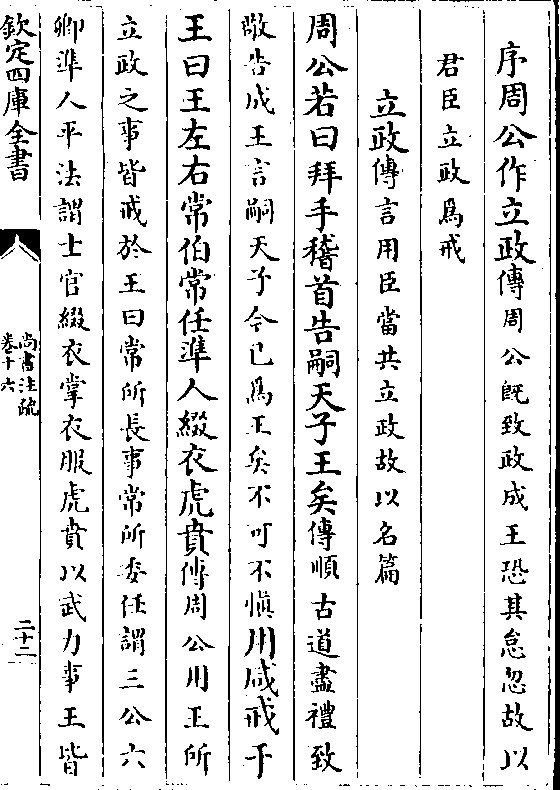 序周公作立政傳周公既致政成王恐其怠忽故以
君臣立政爲戒
立政傳言用臣當共立政故以名篇
周公若曰拜手稽首告嗣天子王矣傳順古道盡禮致
敬告成王言嗣天子今已爲王矣不可不慎用咸戒于
王曰王左右常伯常任準人綴衣虎賁傳周公用王所
立政之事皆戒於王曰常所長事常所委任謂三公六
卿準人平法謂士官綴衣掌衣服虎賁以武力事王皆
欽定四庫全書
尚書注疏
卷十六
二十二